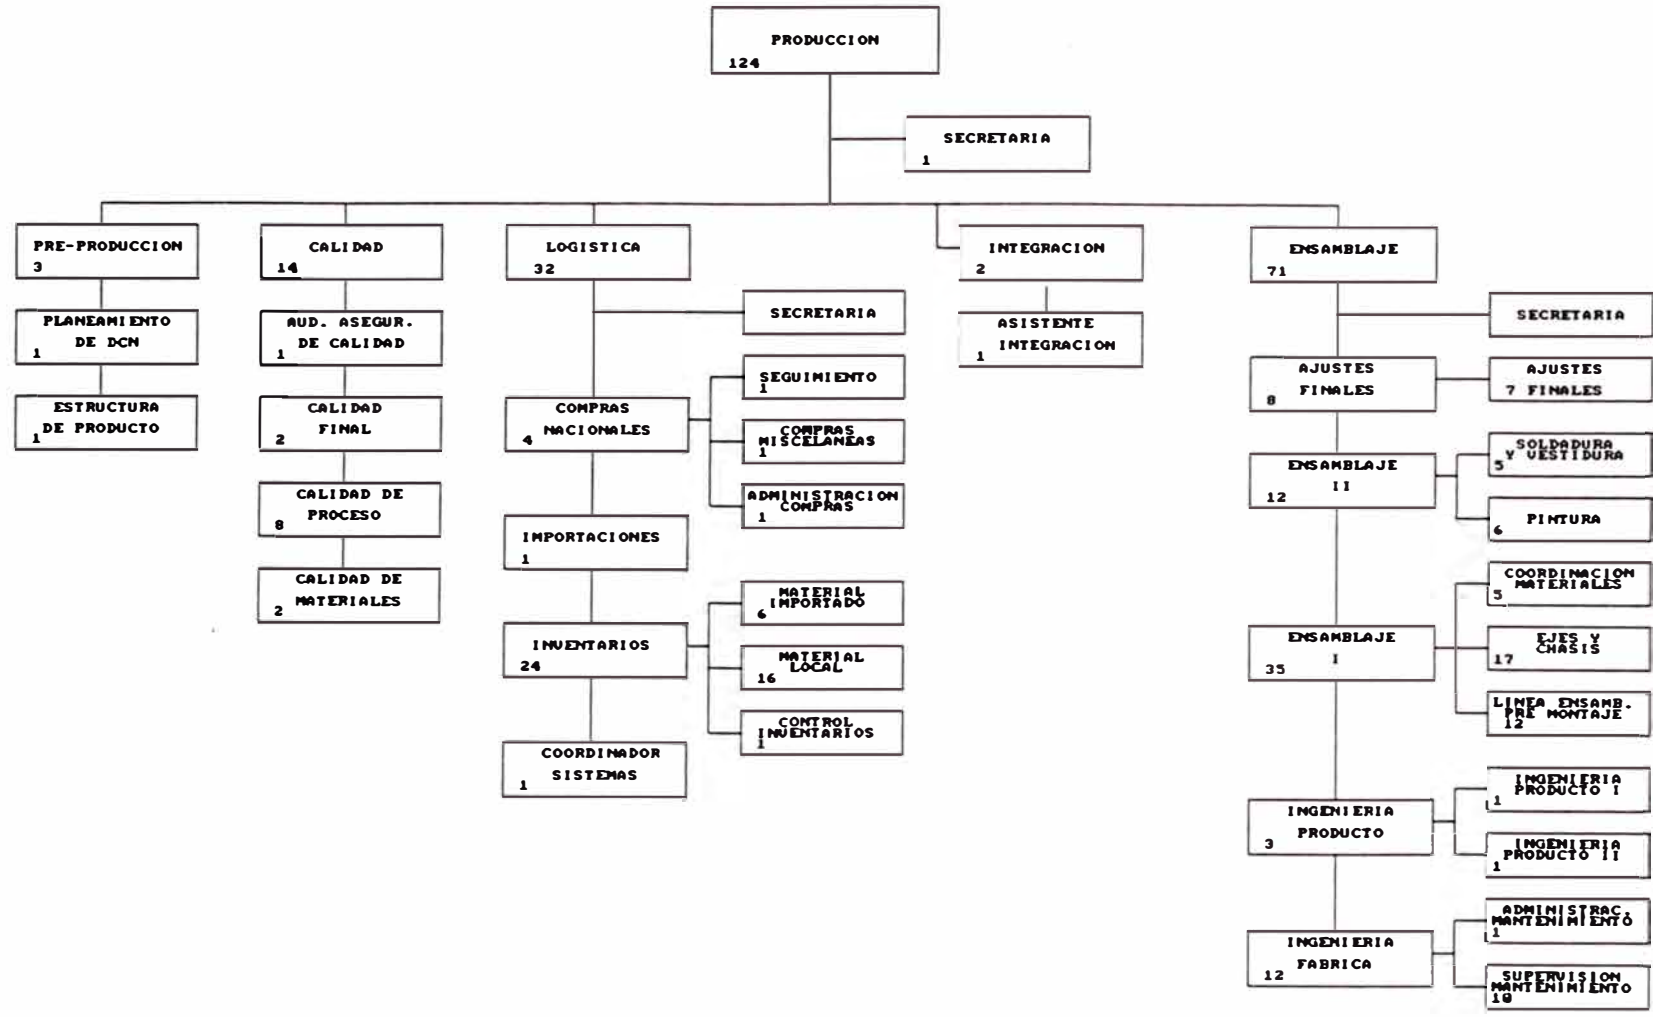 PRODUCCION
124
SECRETARIA
1
PRE-PRODUCCION
3
PLANEAMIENTO
DE DCN
1
ESTRUCTURA
DE PRODUCTO
1
CALIDAD
14
AUD. ASEGUR.
DE CALIDAD
1
CALIDAD
FINAL
2
CALIDAD DE
PROCESO
8
CALIDAD DE
MATERIALES
2
LOGISTICA
32
SECRETARIA
COMPRAS
NACIONALES
4
SEGUIMIENTO
1
COMPRAS
MISCELANEAS
1
ADMINISTRACION
COMPRAS
1
IMPORTACIONES
1
INVENTARIOS
24
MATERIAL
IMPORTADO
6
MATERIAL
LOCAL
16
CONTROL
INVENTARIOS
1
COORDINADOR
SISTEMAS
1
INTEGRACION
2
ASISTENTE
INTEGRACION
1
ENSAMBLAJE
71
SECRETARIA
AJUSTES
FINALES
8
AJUSTES
7 FINALES
ENSAMBLAJE
II
12
SOLDADURA
Y VESTIDURA
5
PINTURA
6
ENSAMBLAJE
I
35
COORDINACION
MATERIALES
5
EJES Y
CHASIS
17
LINEA ENSAMB.
PRE MONTAJE
12
INGENIERIA
PRODUCTO
3
INGENIERIA
PRODUCTO I
1
INGENIERIA
PRODUCTO II
1
INGENIERIA
FABRICA
12
ADMINISTRAC.
MANTENIMIENTO
1
SUPERVISION
MANTENIMIENTO
10